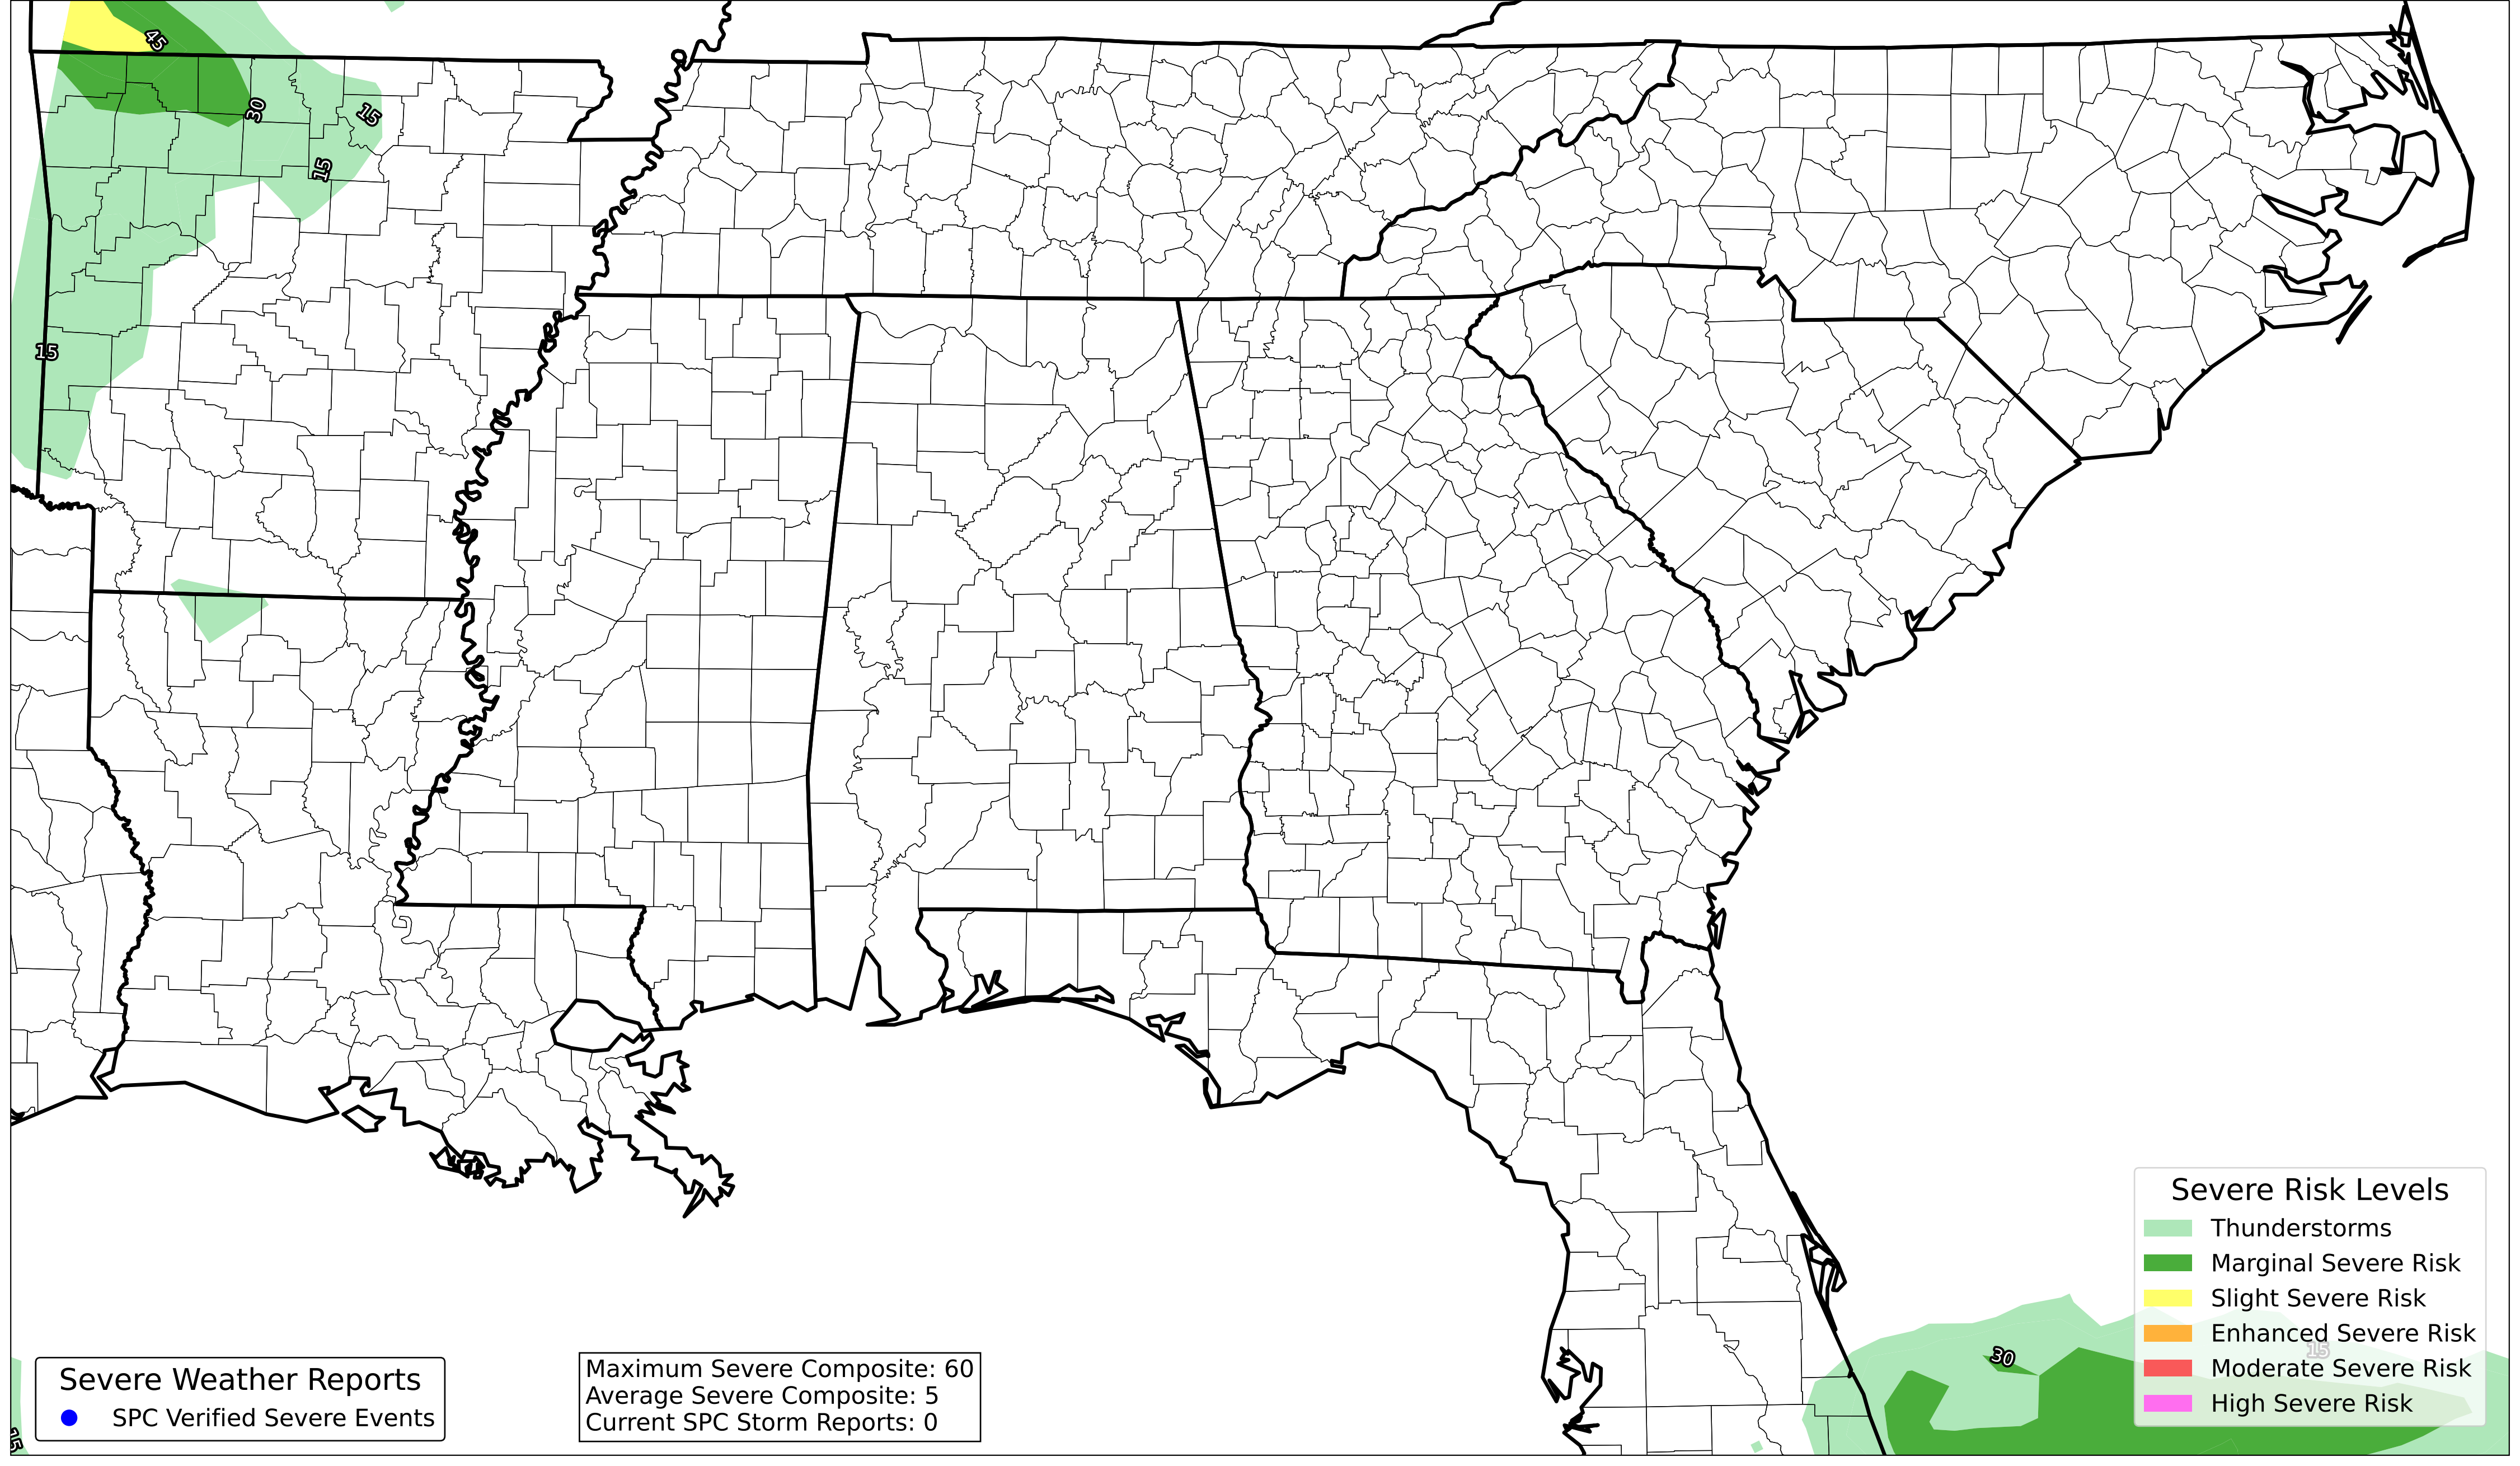 45
30
15
15
15
30
15
15
Severe Risk Levels
Thunderstorms
Marginal Severe Risk
Slight Severe Risk
Enhanced Severe Risk
Moderate Severe Risk
High Severe Risk
Severe Weather Reports
SPC Verified Severe Events
Maximum Severe Composite: 60
Average Severe Composite: 5
Current SPC Storm Reports: 0